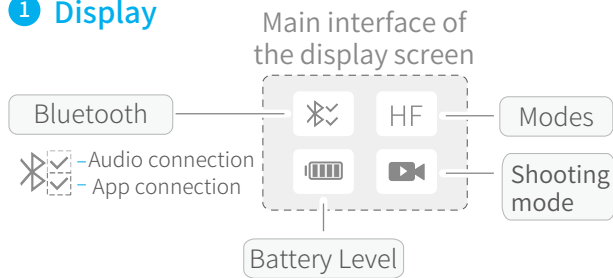 1 Display
Main interface of
the display screen
Bluetooth
HF
Modes
Audio connection
App connection
Shooting
mode
Battery Level